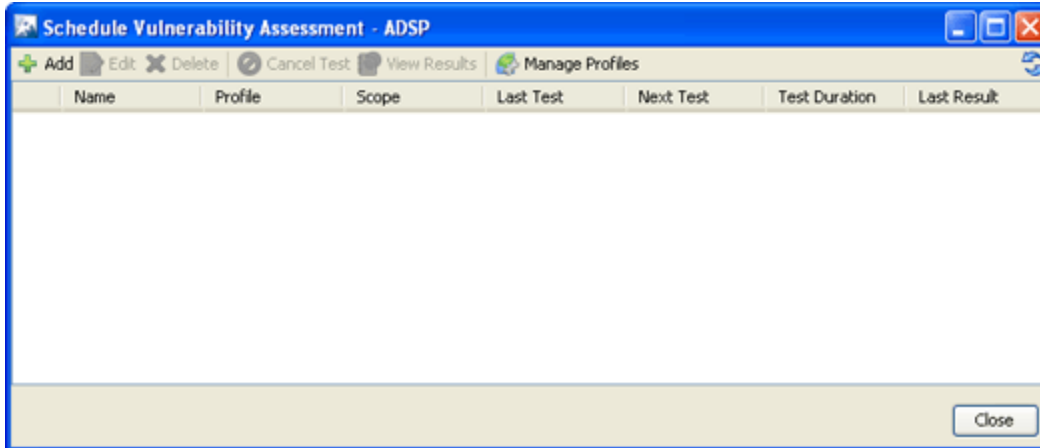 Schedule Vulnerability Assessment - ADSP
Add Edit Delete Cancel Test View Results Manage Profiles
Name Profile Scope Last Test Next Test Test Duration Last Result
Close